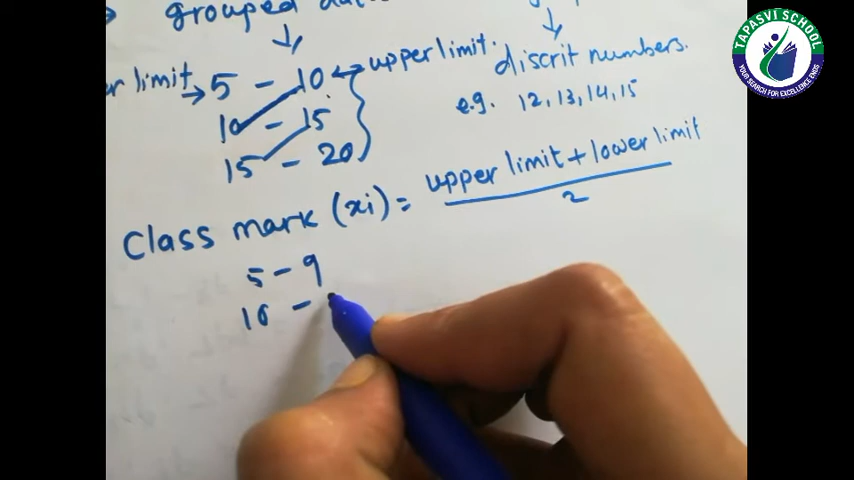 grouped
upper limit.
discrit numbers.
er limit → 5 - 10
10 - 15
15 - 20
e.g. 12, 13, 14, 15
Class mark (xi) = upper limit + lower limit
2
5 - 9
10 -
TAPASVI SCHOOL
YOUR SEARCH FOR EXCELLENCE ENDS